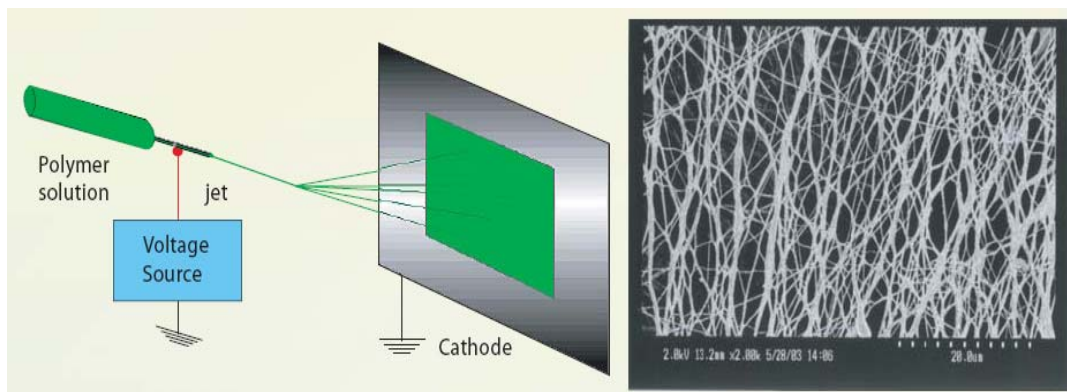 Polymer
solution
jet
Voltage
Source
Cathode
2.0kV 13.2mm x2.00k 5/28/03 14:06
20.0um